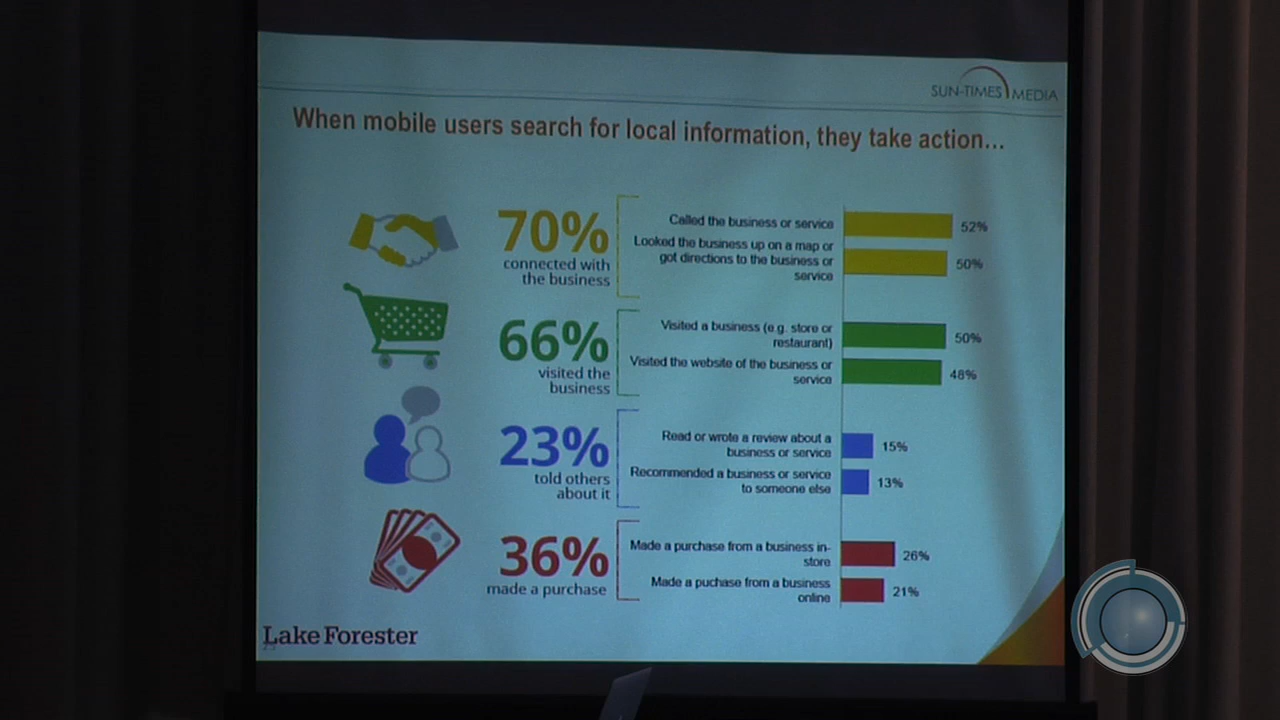 SUN-TIMES MEDIA
When mobile users search for local information, they take action...
70%
connected with
the business
Called the business or service
52%
Looked the business up on a map or
got directions to the business or
service
50%
66%
visited the
business
Visited a business (e.g. store or
restaurant)
50%
Visited the website of the business or
service
48%
23%
told others
about it
Read or wrote a review about a
business or service
15%
Recommended a business or service
to someone else
13%
36%
made a purchase
Made a purchase from a business in-
store
26%
Made a puchase from a business
online
21%
Lake Forester